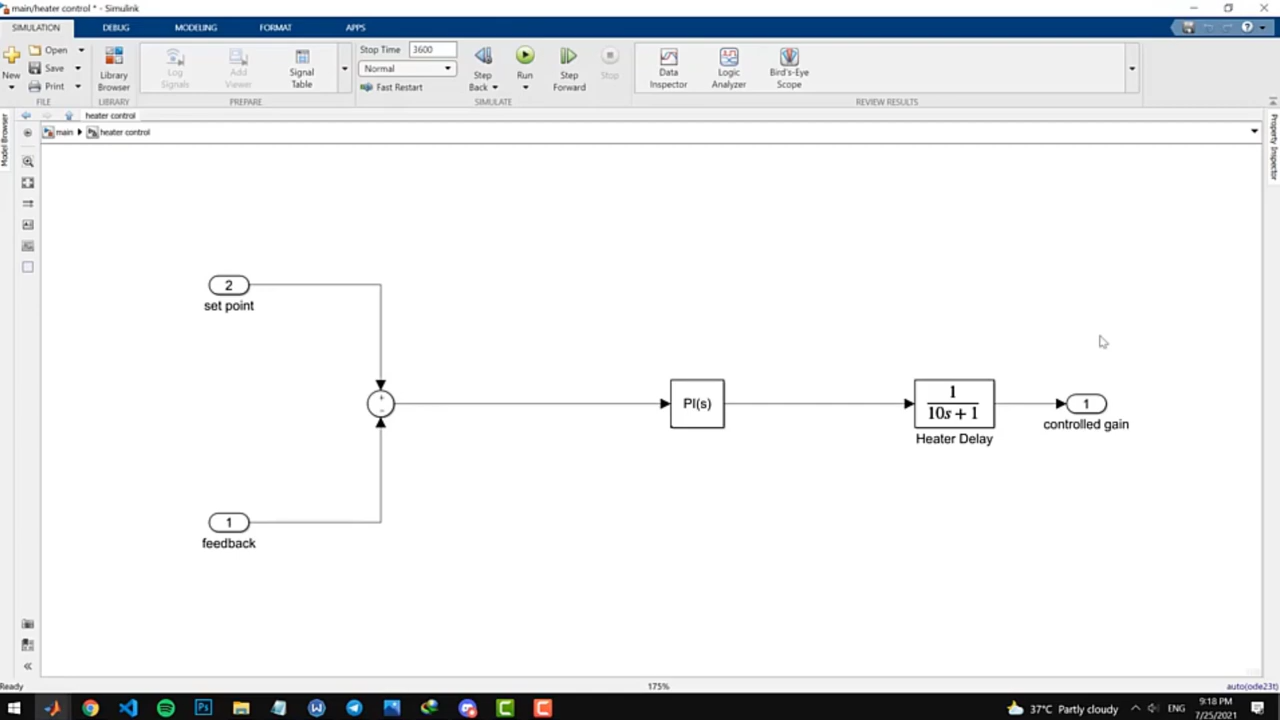 main/heater control * - Simulink
SIMULATION DEBUG MODELING FORMAT APPS
New
Open
Save
Print
FILE
Library Browser
LIBRARY
Log Signals
Add Viewer
Signal Table
PREPARE
Stop Time 3600
Normal
Fast Restart
Step Back
Run
Step Forward
Stop
SIMULATE
Data Inspector
Logic Analyzer
Bird's-Eye Scope
REVIEW RESULTS
heater control
main heater control
Model Browser
Property Inspector
2
set point
+
-
PI(s)
1
10s + 1
Heater Delay
1
controlled gain
1
feedback
Ready 175% auto(ode23t)
37°C Partly cloudy ENG 9:18 PM
7/25/2021